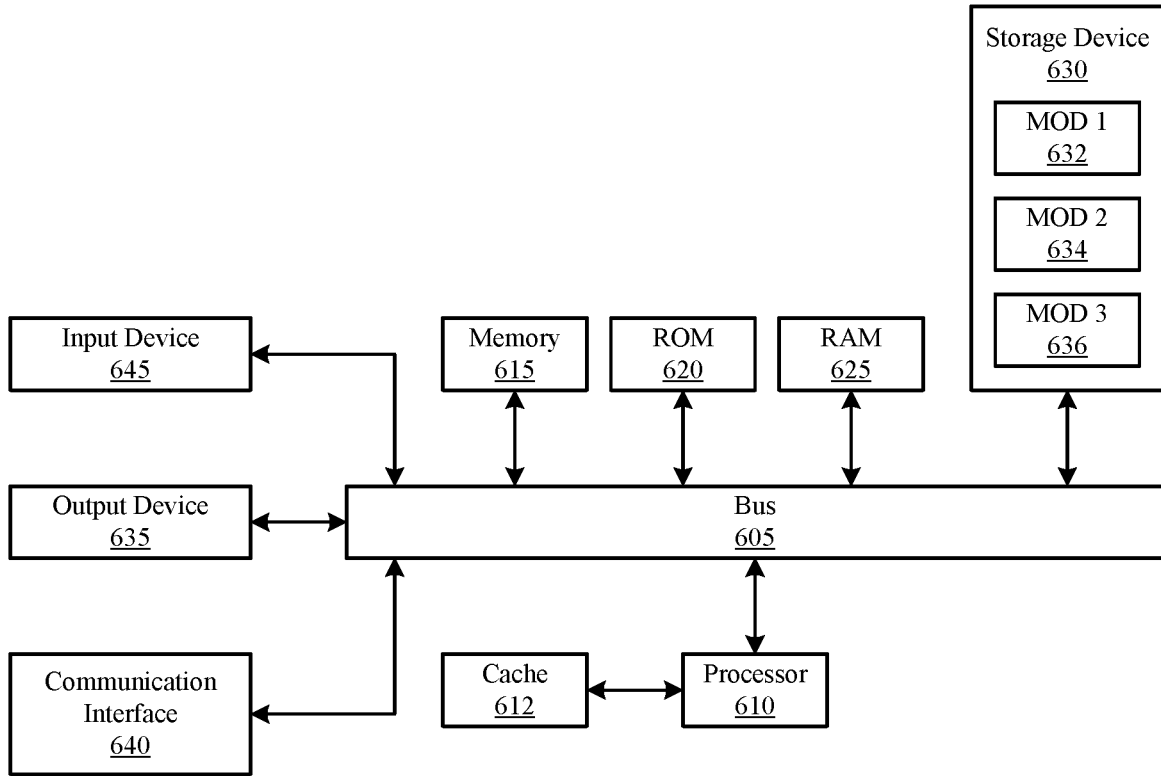 Storage Device
630
MOD 1
632
MOD 2
634
MOD 3
636
Input Device
645
Memory
615
ROM
620
RAM
625
Output Device
635
Bus
605
Communication
Interface
640
Cache
612
Processor
610